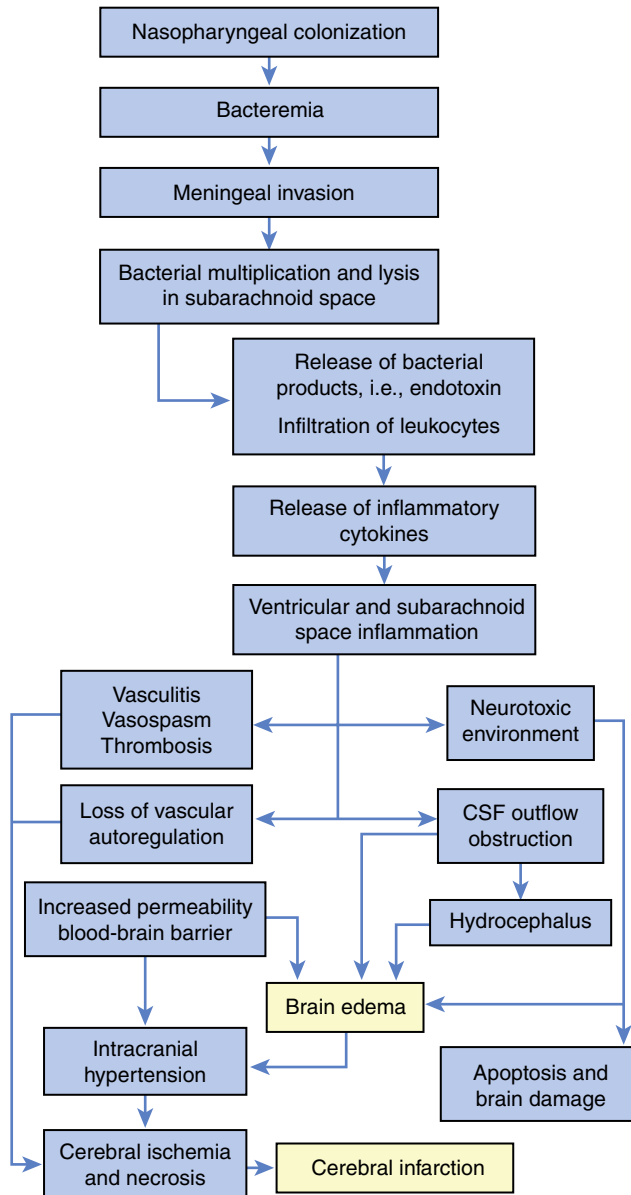 Nasopharyngeal colonization
Bacteremia
Meningeal invasion
Bacterial multiplication and lysis
in subarachnoid space
Release of bacterial
products, i.e., endotoxin
Infiltration of leukocytes
Release of inflammatory
cytokines
Ventricular and subarachnoid
space inflammation
Vasculitis
Vasospasm
Thrombosis
Neurotoxic
environment
Loss of vascular
autoregulation
CSF outflow
obstruction
Increased permeability
blood-brain barrier
Hydrocephalus
Brain edema
Intracranial
hypertension
Apoptosis and
brain damage
Cerebral ischemia
and necrosis
Cerebral infarction